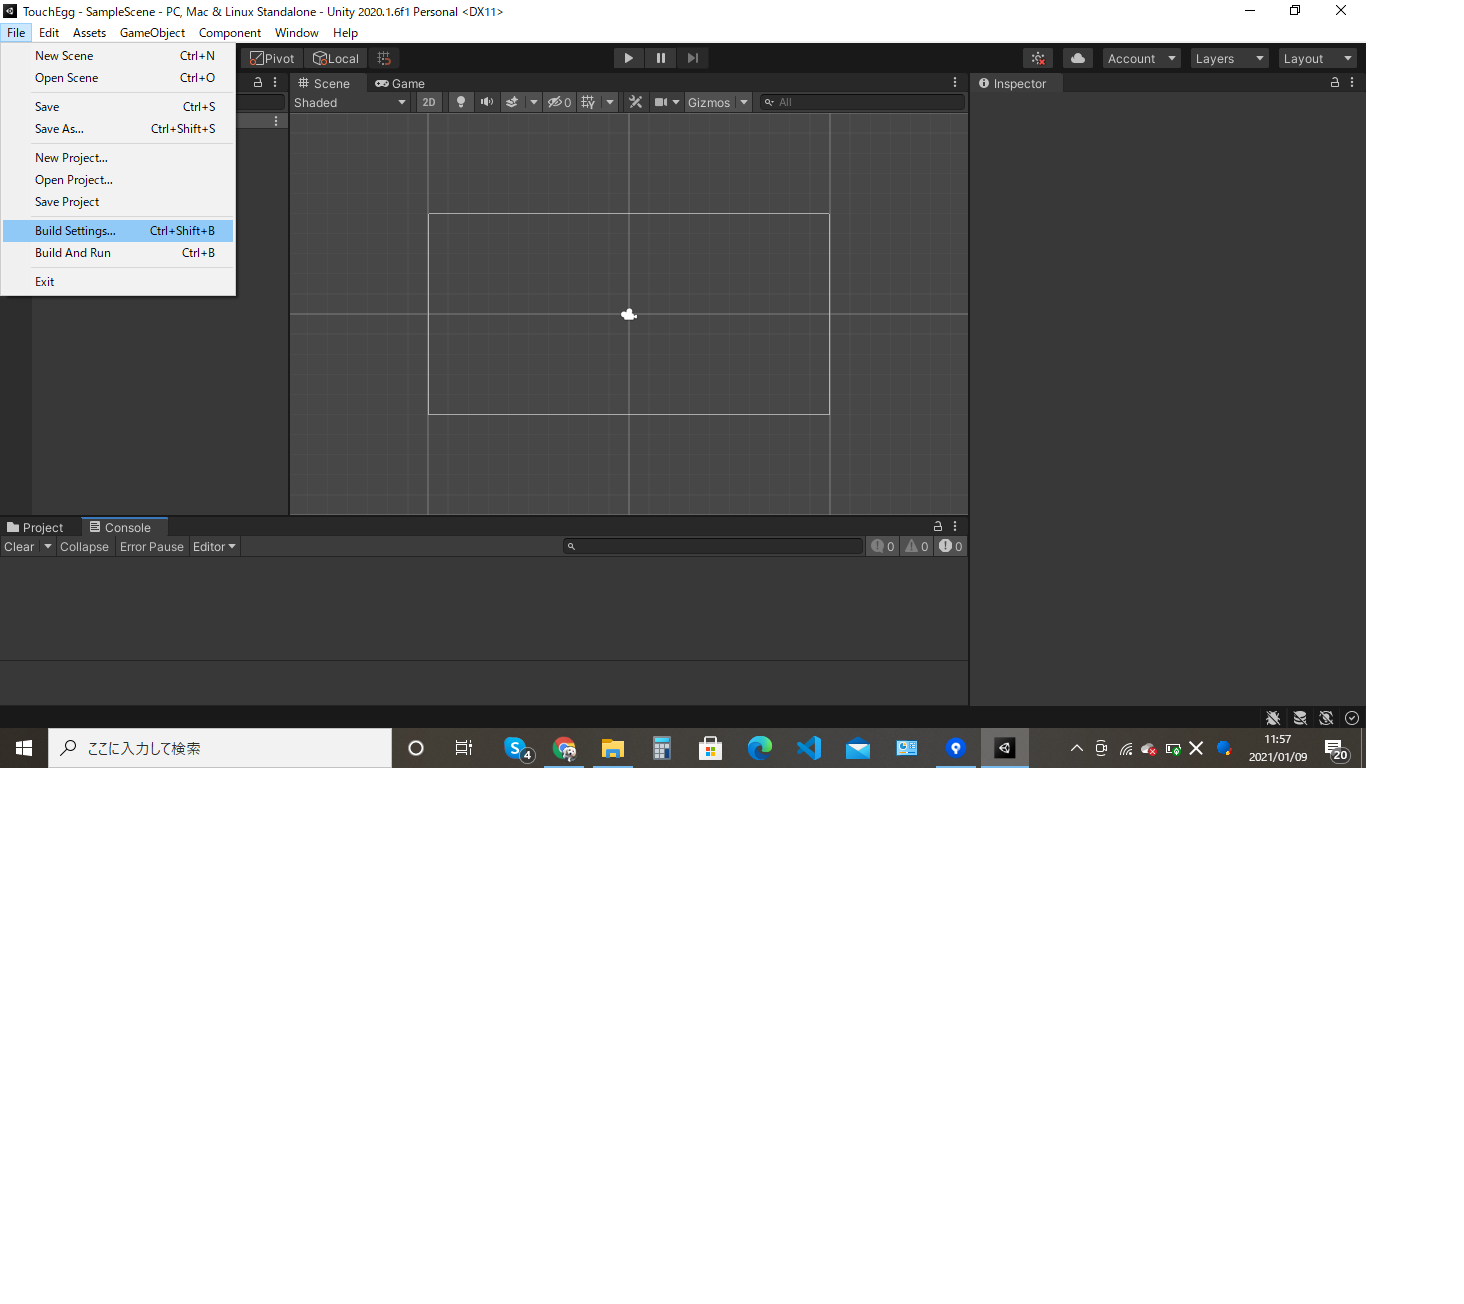 TouchEgg - SampleScene - PC, Mac & Linux Standalone - Unity 2020.1.6f1 Personal <DX11>
File Edit Assets GameObject Component Window Help
New Scene Ctrl+N
Open Scene Ctrl+O
Save Ctrl+S
Save As... Ctrl+Shift+S
New Project...
Open Project...
Save Project
Build Settings... Ctrl+Shift+B
Build And Run Ctrl+B
Exit
Pivot Local
Account Layers Layout
Scene Game
Shaded 2D 0 Gizmos All
Inspector
Project Console
Clear Collapse Error Pause Editor 0 0 0
ここに入力して検索
S 4
11:57
2021/01/09
20